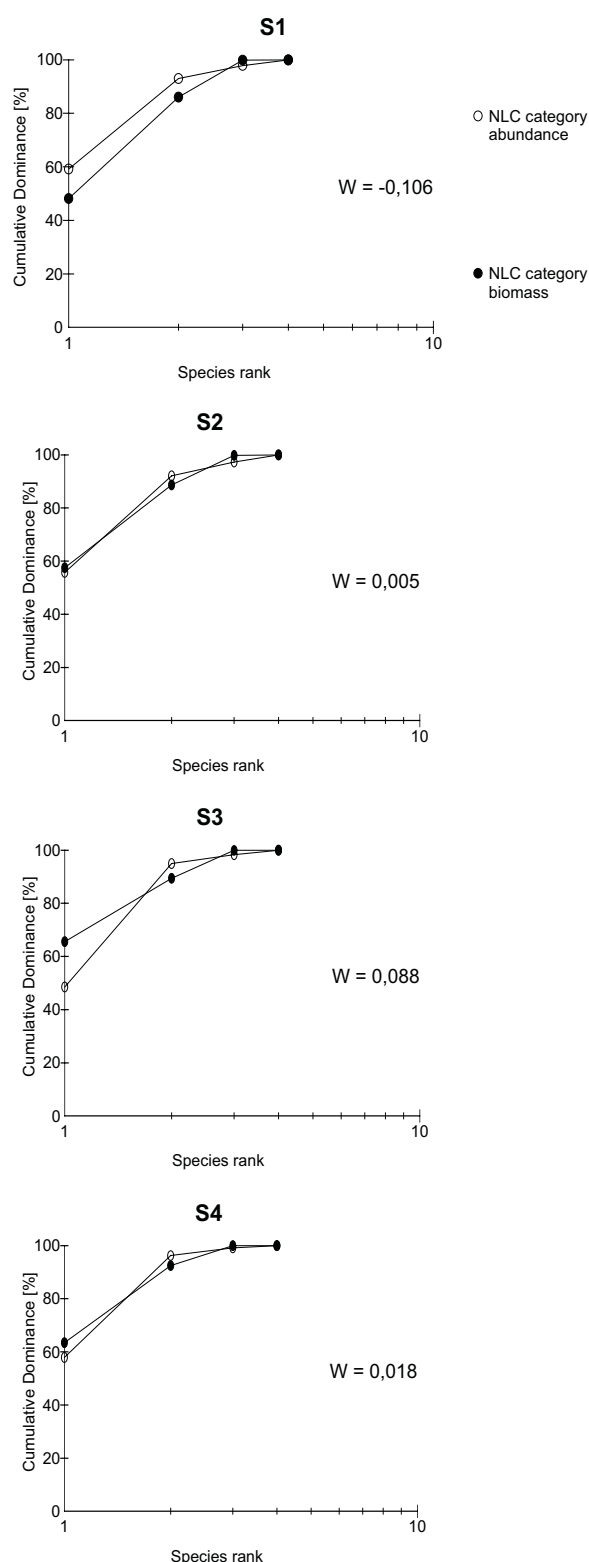 S1
Cumulative Dominance [%]
100
80
60
40
20
0
1
10
Species rank
W = -0,106
NLC category
abundance
NLC category
biomass
S2
Cumulative Dominance [%]
100
80
60
40
20
0
1
10
Species rank
W = 0,005
S3
Cumulative Dominance [%]
100
80
60
40
20
0
1
10
Species rank
W = 0,088
S4
Cumulative Dominance [%]
100
80
60
40
20
0
1
10
Species rank
W = 0,018